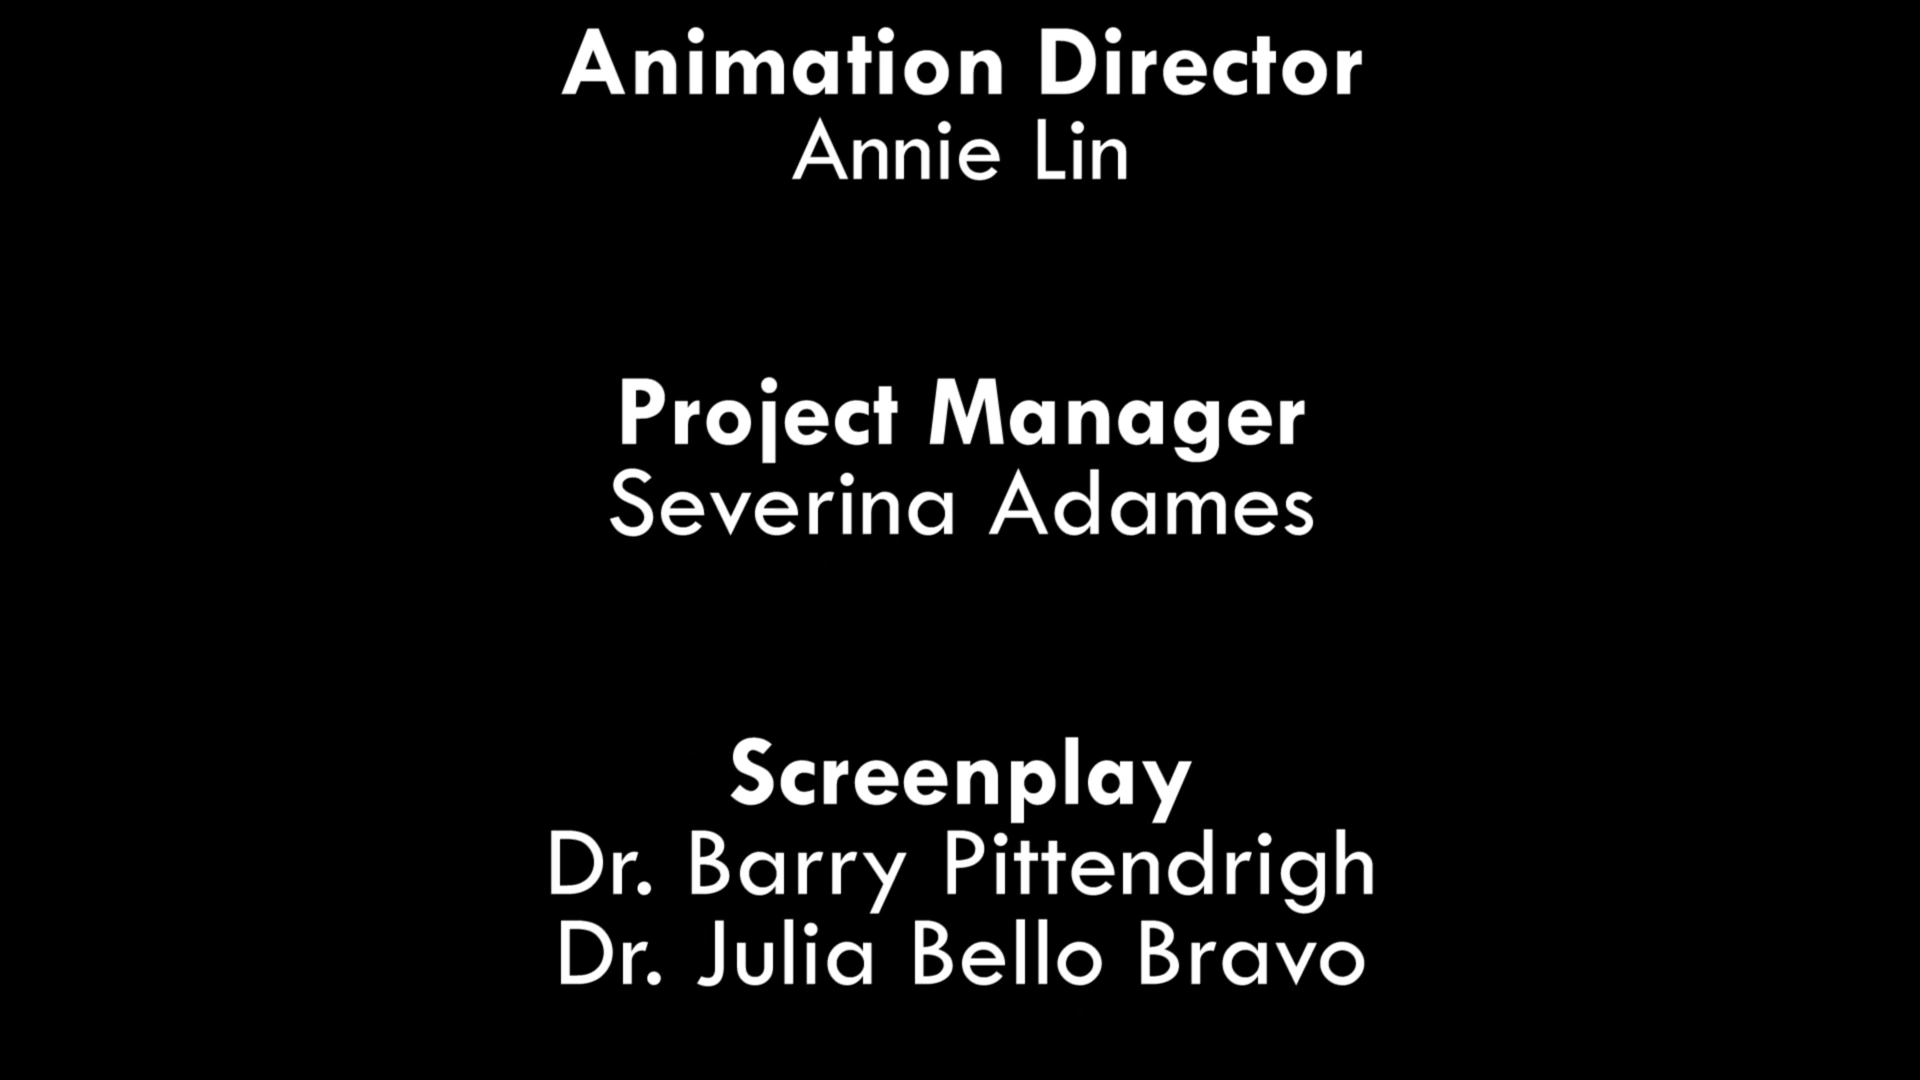 Animation Director
Annie Lin
Project Manager
Severina Adames
Screenplay
Dr. Barry Pittendrigh
Dr. Julia Bello Bravo